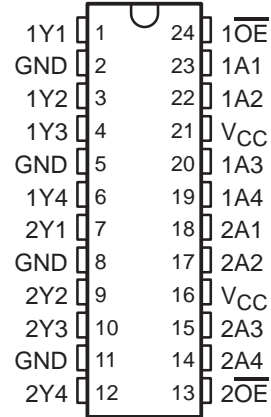 1Y1 1 24 1O̅E̅
GND 2 23 1A1
1Y2 3 22 1A2
1Y3 4 21 VCC
GND 5 20 1A3
1Y4 6 19 1A4
2Y1 7 18 2A1
GND 8 17 2A2
2Y2 9 16 VCC
2Y3 10 15 2A3
GND 11 14 2A4
2Y4 12 13 2O̅E̅